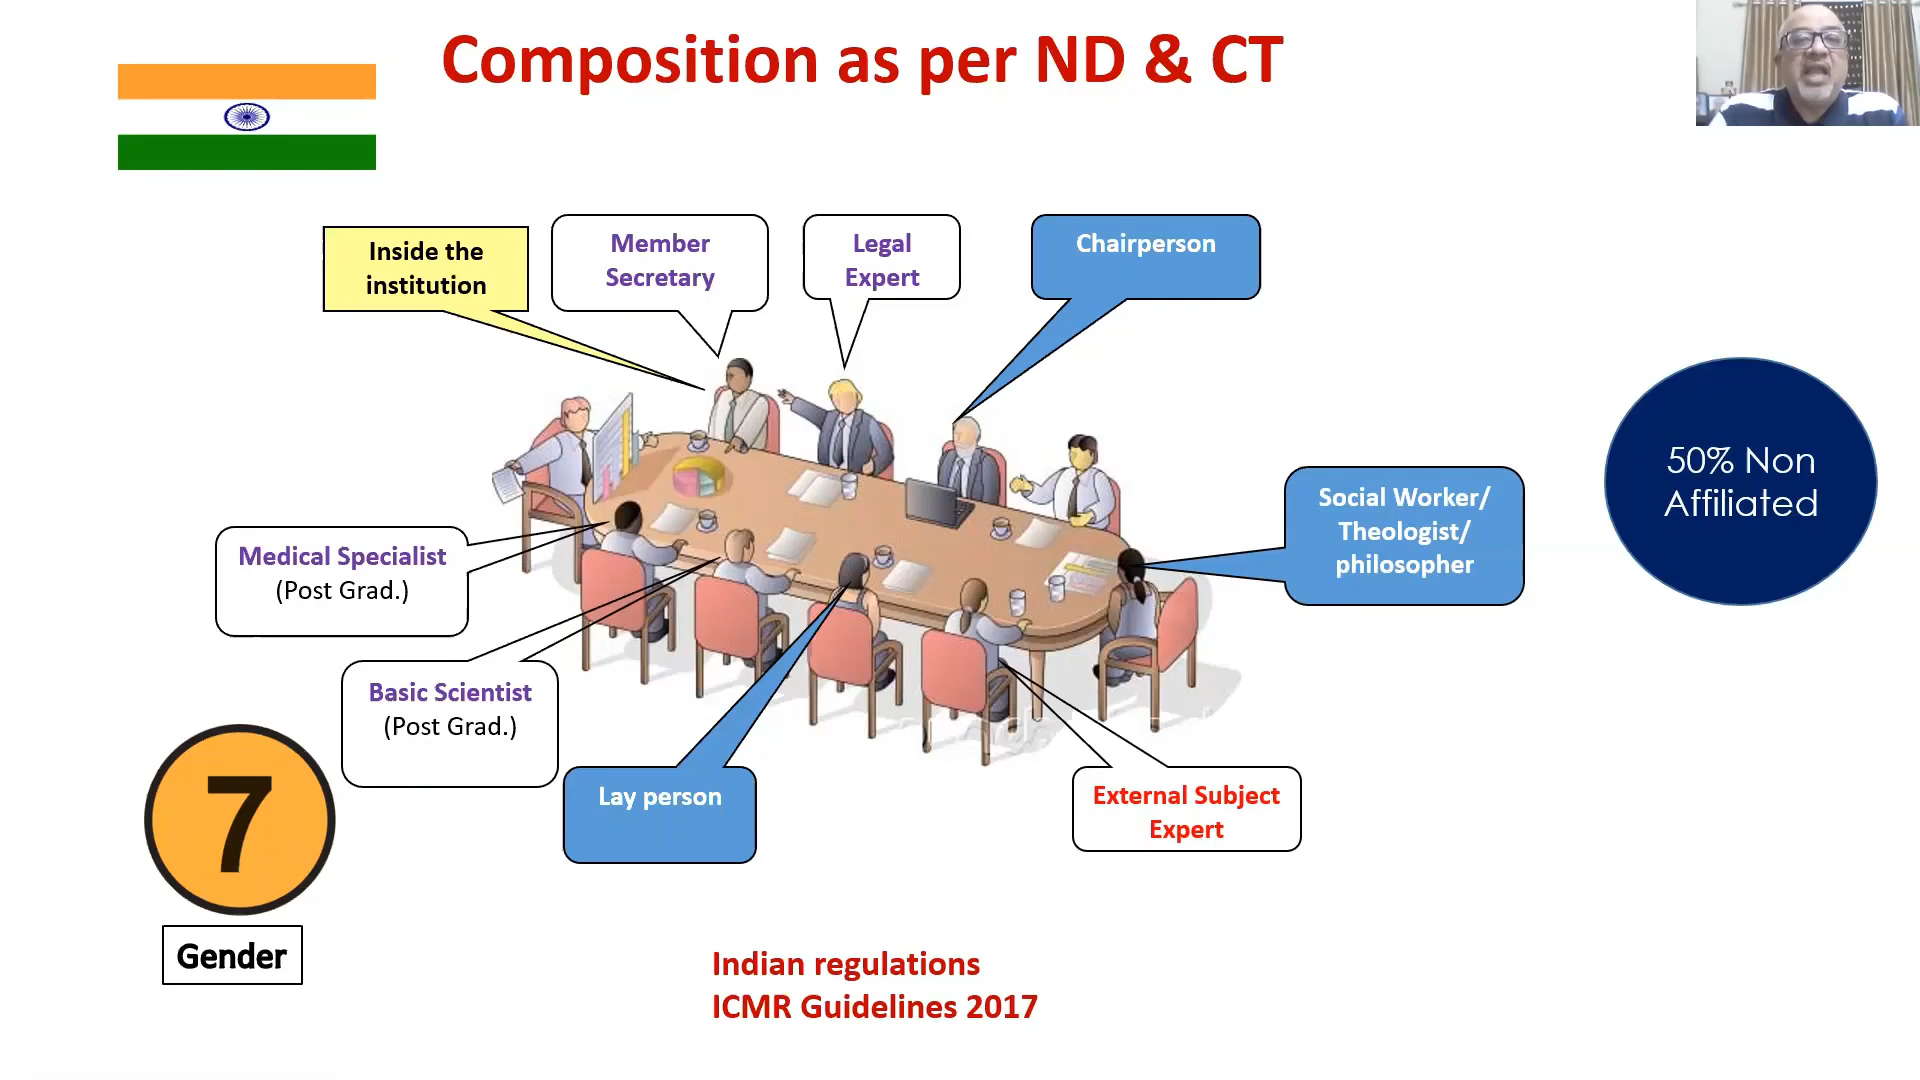 Composition as per ND & CT
Inside the
institution
Member
Secretary
Legal
Expert
Chairperson
Social Worker/
Theologist/
philosopher
50% Non
Affiliated
Medical Specialist
(Post Grad.)
Basic Scientist
(Post Grad.)
Lay person
External Subject
Expert
7
Gender
Indian regulations
ICMR Guidelines 2017